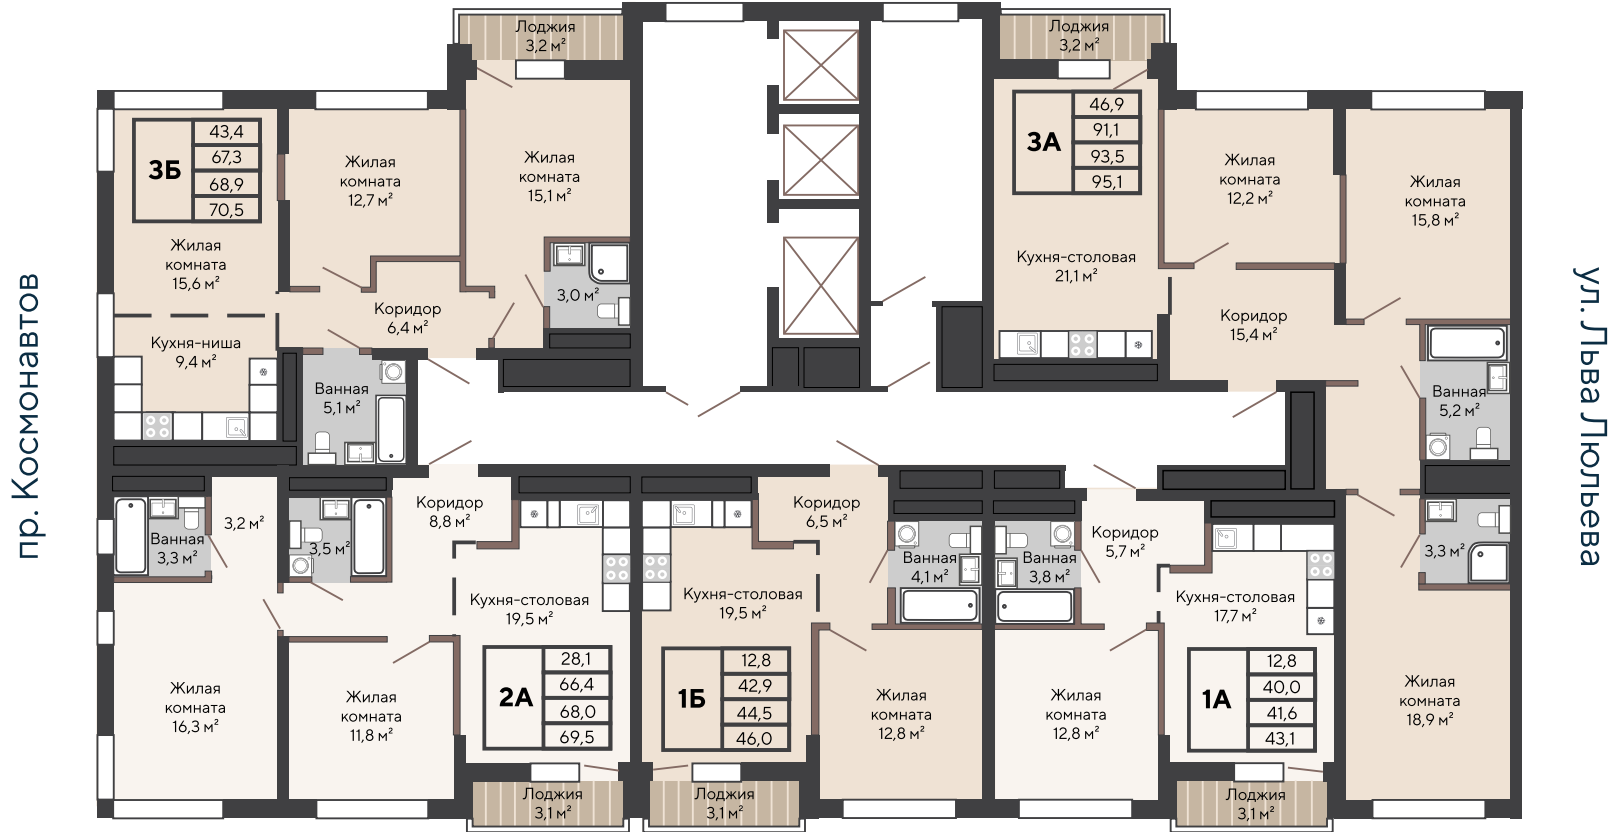 пр. Космонавтов
3Б
43,4
67,3
68,9
70,5
Жилая
комната
15,6 м²
Кухня-ниша
9,4 м²
Жилая
комната
12,7 м²
Коридор
6,4 м²
Лоджия
3,2 м²
Жилая
комната
15,1 м²
3,0 м²
Ванная
5,1 м²
Лоджия
3,2 м²
3А
46,9
91,1
93,5
95,1
Кухня-столовая
21,1 м²
Жилая
комната
12,2 м²
Жилая
комната
15,8 м²
Коридор
15,4 м²
Ванная
5,2 м²
3,3 м²
Жилая
комната
18,9 м²
3,2 м²
Ванная
3,3 м²
3,5 м²
Коридор
8,8 м²
Жилая
комната
16,3 м²
Жилая
комната
11,8 м²
Кухня-столовая
19,5 м²
2А
28,1
66,4
68,0
69,5
Лоджия
3,1 м²
Коридор
6,5 м²
Ванная
4,1 м²
Кухня-столовая
19,5 м²
1Б
12,8
42,9
44,5
46,0
Жилая
комната
12,8 м²
Лоджия
3,1 м²
Ванная
3,8 м²
Коридор
5,7 м²
Жилая
комната
12,8 м²
Кухня-столовая
17,7 м²
1А
12,8
40,0
41,6
43,1
Лоджия
3,1 м²
ул. Льва Люльева